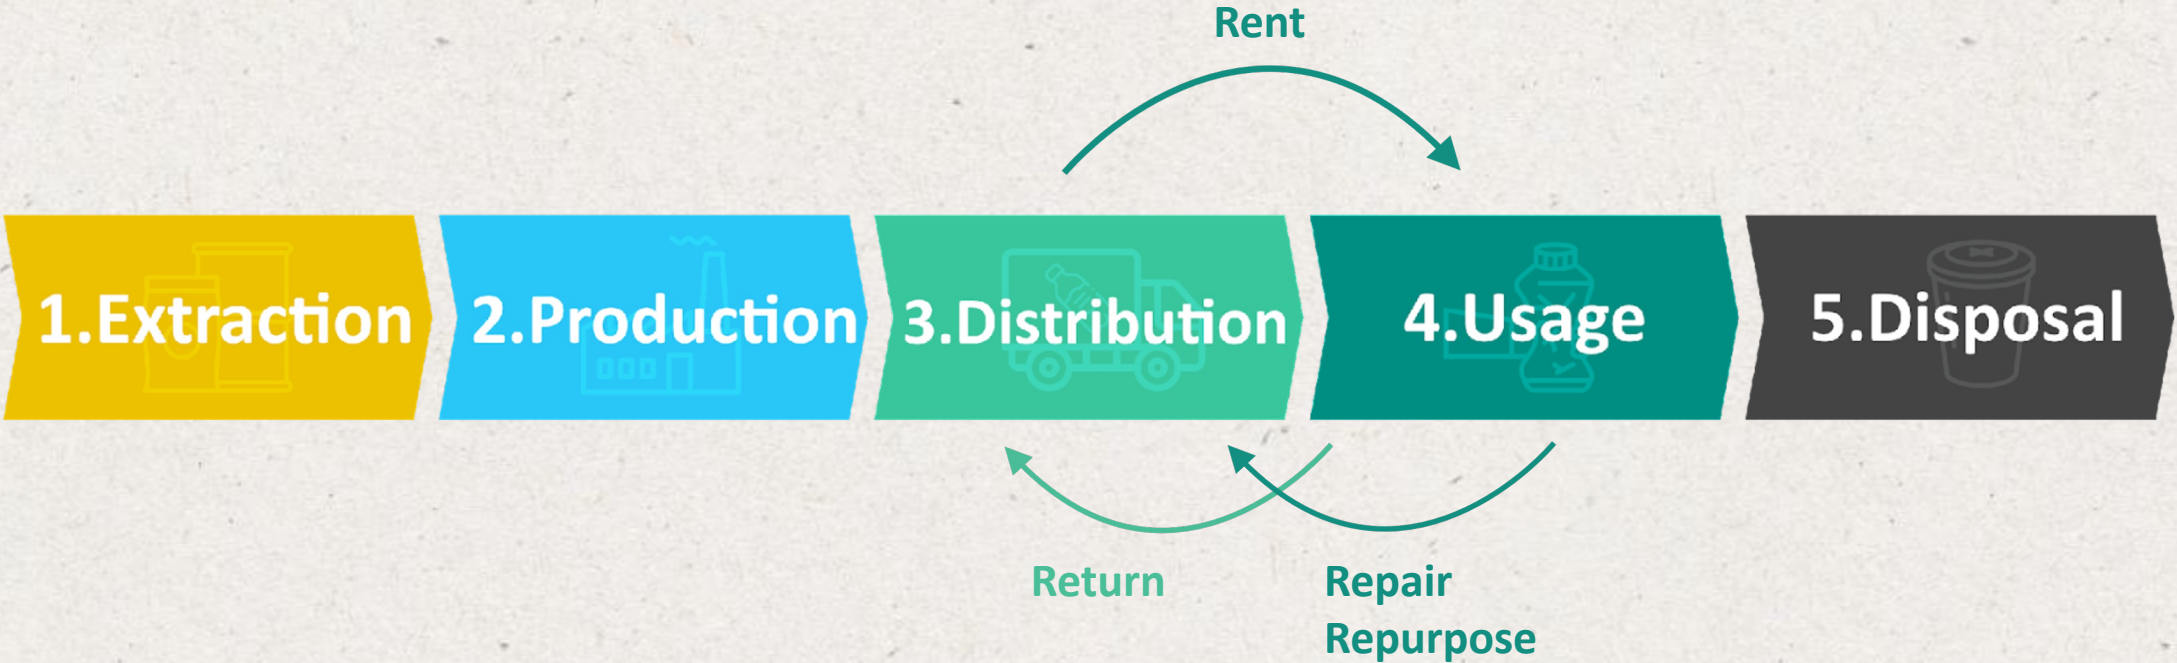 Rent
1.Extraction
2.Production
3.Distribution
4.Usage
5.Disposal
Return
Repair
Repurpose